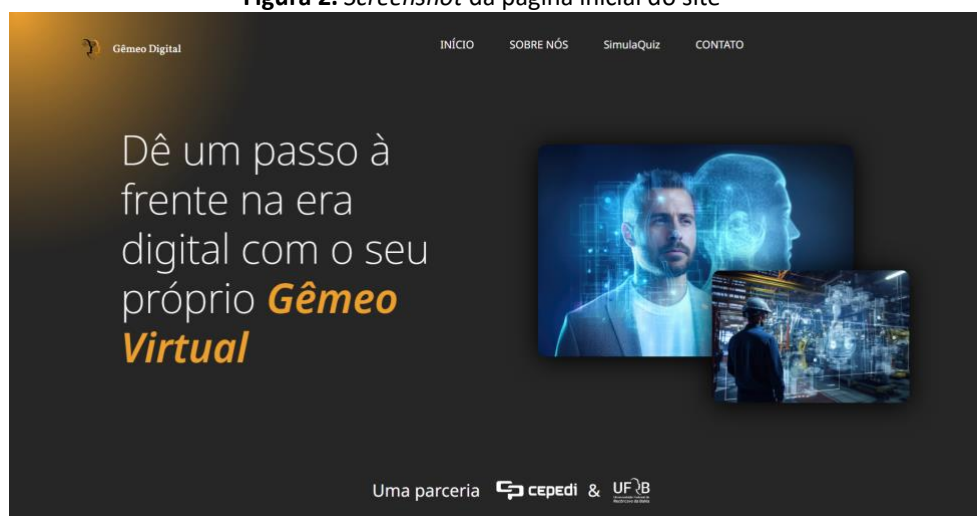 Figura 2. Screenshot da página inicial do site
Gêmeo Digital
INÍCIO SOBRE NÓS SimulaQuiz CONTATO
Dê um passo à
frente na era
digital com o seu
próprio Gêmeo
Virtual
Uma parceria cepedi & UFRB